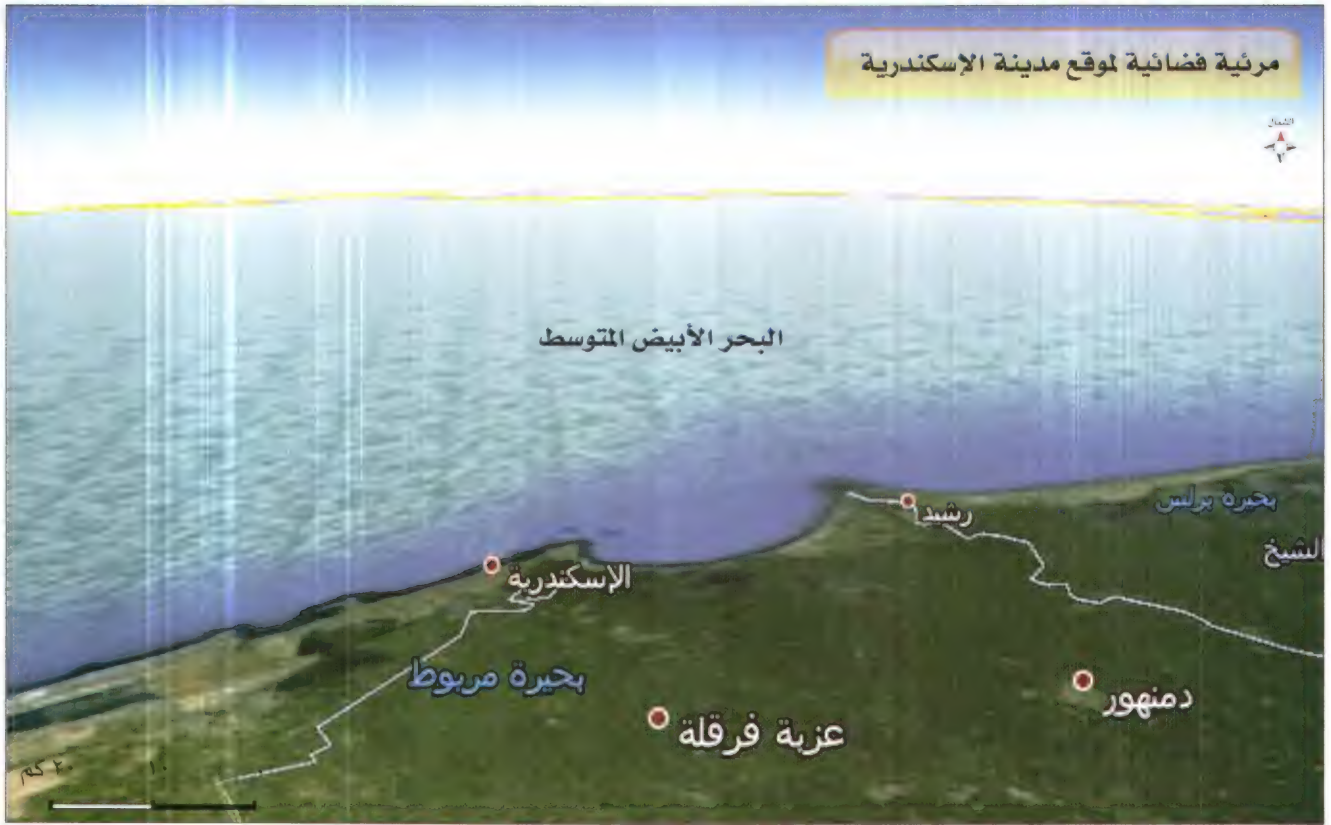 مرئية فضائية لموقع مدينة الإسكندرية
الشمال
البحر الأبيض المتوسط
بحيرة برلس
رشيد
الشيخ
الإسكندرية
بحيرة مريوط
دمنهور
عزبة فرقلة
١٠ ٢٠ كم